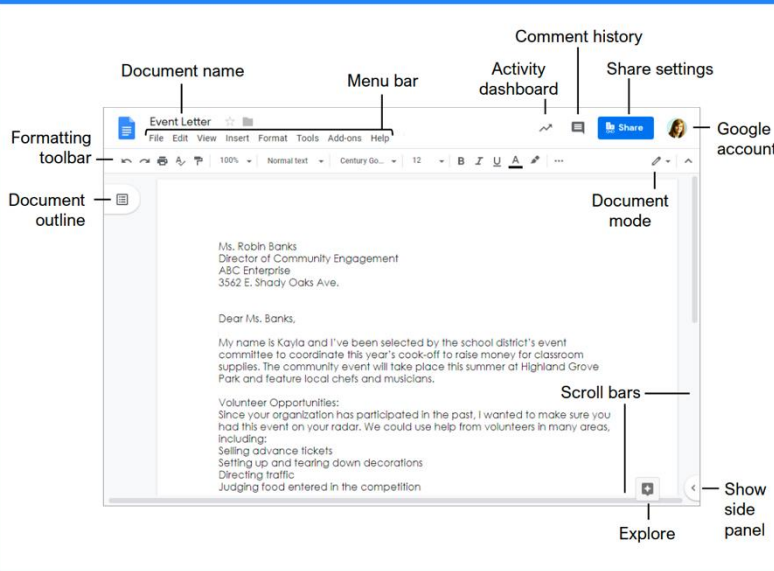 Comment history
Document name
Activity
dashboard
Share settings
Menu bar
Event Letter
File Edit View Insert Format Tools Add-ons Help
Share
Google
account
Formatting
toolbar
100% Normal text Century Go... 12 B I U A ...
Document
outline
Document
mode
Ms. Robin Banks
Director of Community Engagement
ABC Enterprise
3562 E. Shady Oaks Ave.
Dear Ms. Banks,
My name is Kayla and I've been selected by the school district's event
committee to coordinate this year's cook-off to raise money for classroom
supplies. The community event will take place this summer at Highland Grove
Park and feature local chefs and musicians.
Scroll bars
Volunteer Opportunities:
Since your organization has participated in the past, I wanted to make sure you
had this event on your radar. We could use help from volunteers in many areas,
including:
Selling advance tickets
Setting up and tearing down decorations
Directing traffic
Judging food entered in the competition
Show
side
panel
Explore